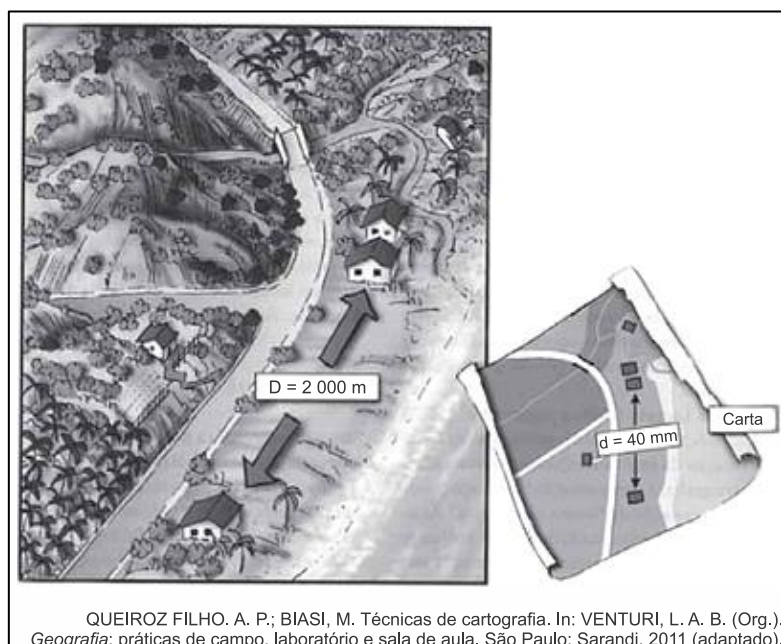 D = 2 000 m
Carta
d = 40 mm
QUEIROZ FILHO. A. P.; BIASI, M. Técnicas de cartografia. In: VENTURI, L. A. B. (Org.)
Geografia: práticas de campo, laboratório e sala de aula. São Paulo: Sarandi, 2011 (adaptado)